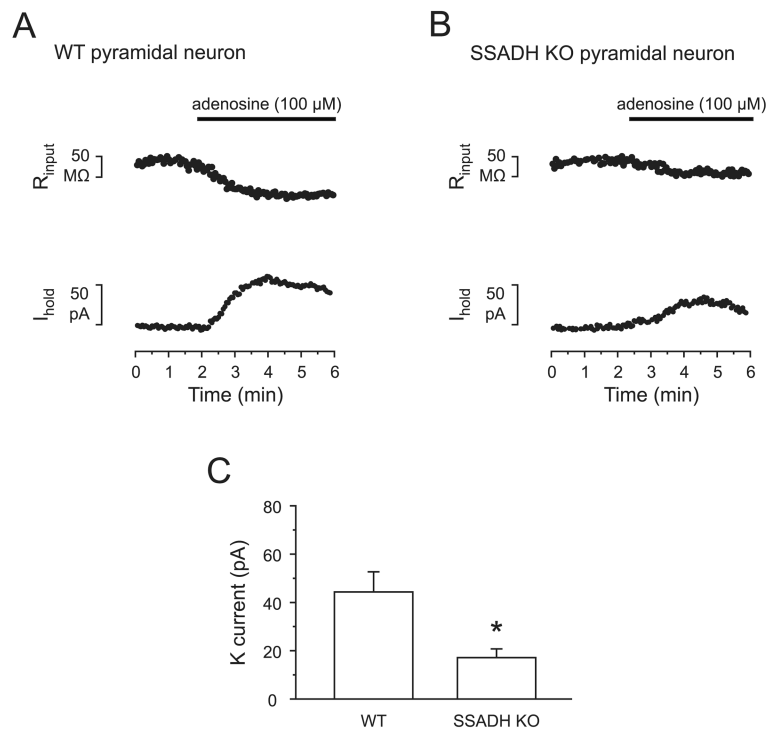 A
WT pyramidal neuron
adenosine (100 µM)
Rinput
50
MΩ
Ihold
50
pA
0 1 2 3 4 5 6
Time (min)
B
SSADH KO pyramidal neuron
adenosine (100 µM)
Rinput
50
MΩ
Ihold
50
pA
0 1 2 3 4 5 6
Time (min)
C
K current (pA)
80
60
40
20
0
*
WT SSADH KO